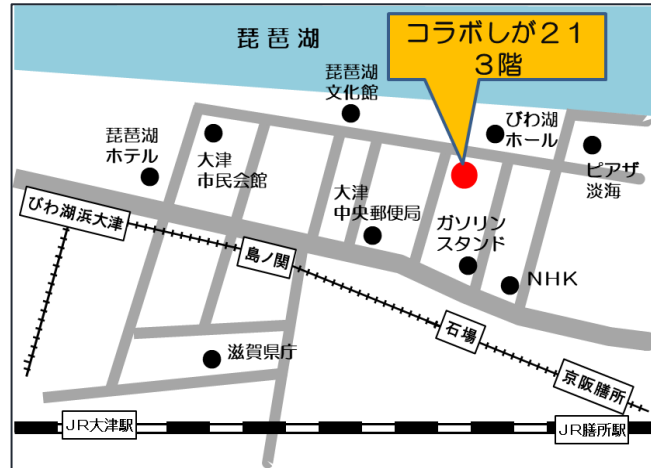 琵琶湖
コラボしが２１
３階
琵琶湖
文化館
びわ湖
ホール
琵琶湖
ホテル
大津
市民会館
ピアザ
淡海
大津
中央郵便局
ガソリン
スタンド
びわ湖浜大津
島ノ関
NHK
石場
滋賀県庁
京阪膳所
JR大津駅
JR膳所駅